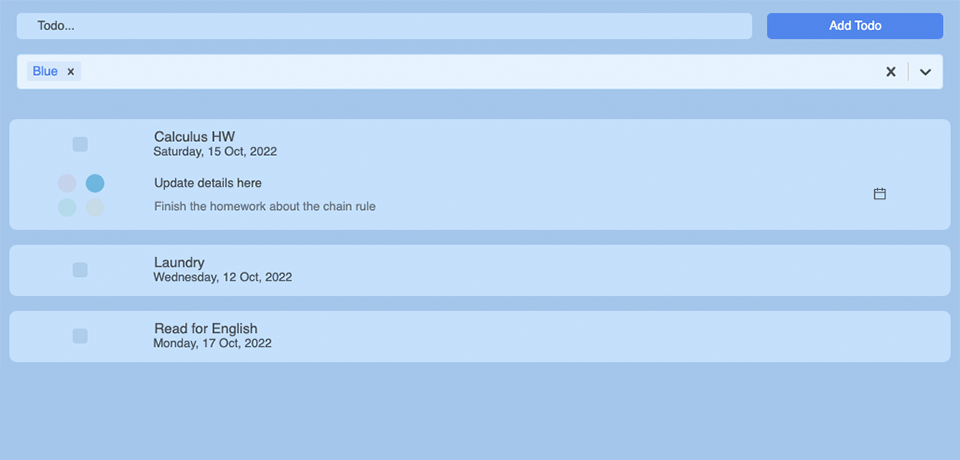 Todo...
Add Todo
Blue
Calculus HW
Saturday, 15 Oct, 2022
Update details here
Finish the homework about the chain rule
Laundry
Wednesday, 12 Oct, 2022
Read for English
Monday, 17 Oct, 2022